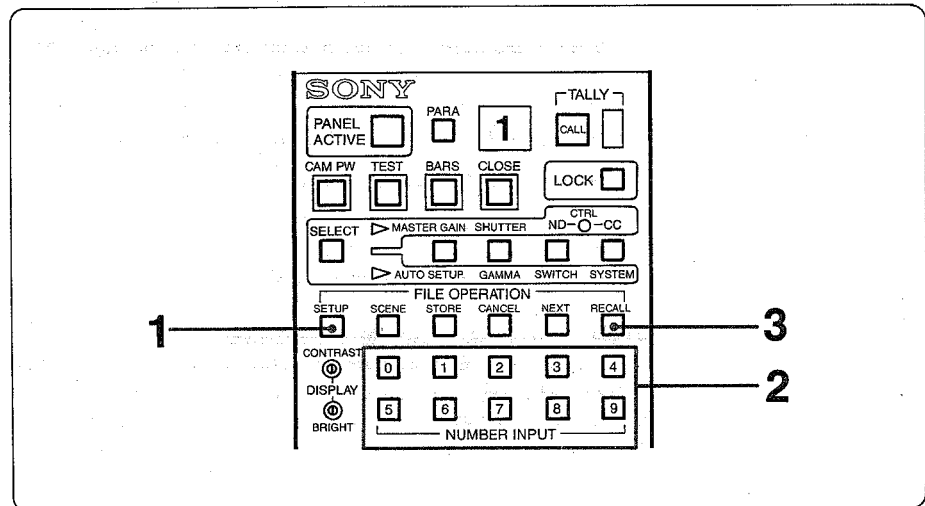 SONY
PANEL ACTIVE
PARA
1
TALLY
CALL
CAM PW TEST BARS CLOSE
LOCK
SELECT
MASTER GAIN SHUTTER ND CTRL CC
AUTO SETUP GAMMA SWITCH SYSTEM
FILE OPERATION
SETUP SCENE STORE CANCEL NEXT RECALL
1
3
CONTRAST
DISPLAY
BRIGHT
0 1 2 3 4
2
5 6 7 8 9
NUMBER INPUT